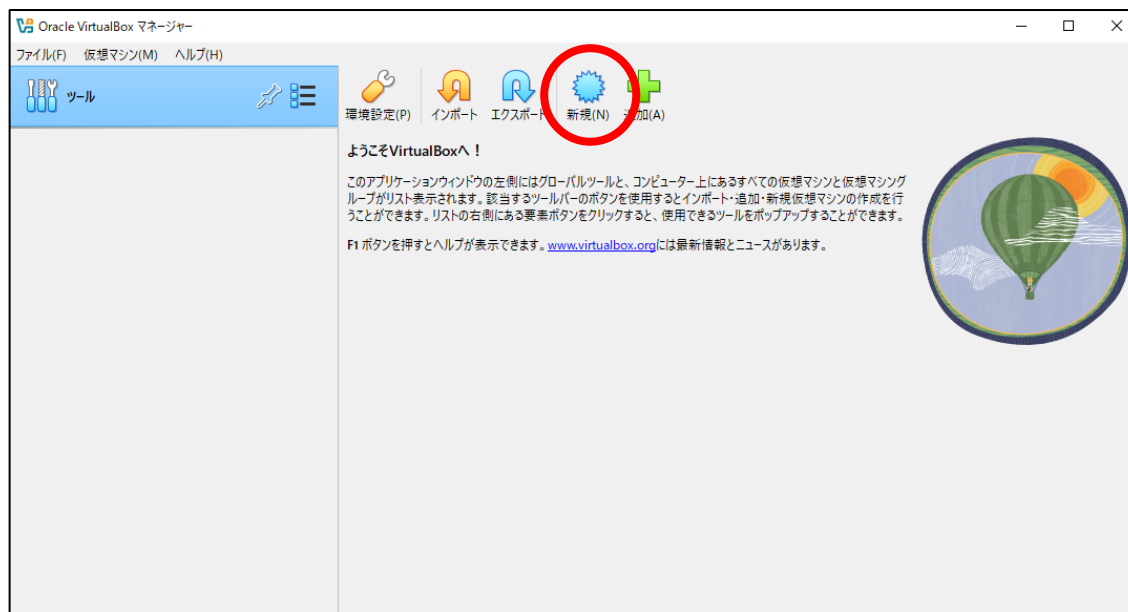 Oracle VirtualBox マネージャー
ファイル(F) 仮想マシン(M) ヘルプ(H)
ツール
環境設定(P) インポート エクスポート 新規(N) 追加(A)
ようこそVirtualBoxへ！
このアプリケーションウィンドウの左側にはグローバルツールと、コンピューター上にあるすべての仮想マシンと仮想マシング
ループがリスト表示されます。該当するツールバーのボタンを使用するとインポート・追加・新規仮想マシンの作成を行
うことができます。リストの右側にある要素ボタンをクリックすると、使用できるツールをポップアップすることができます。
F1 ボタンを押すとヘルプが表示できます。www.virtualbox.orgには最新情報とニュースがあります。